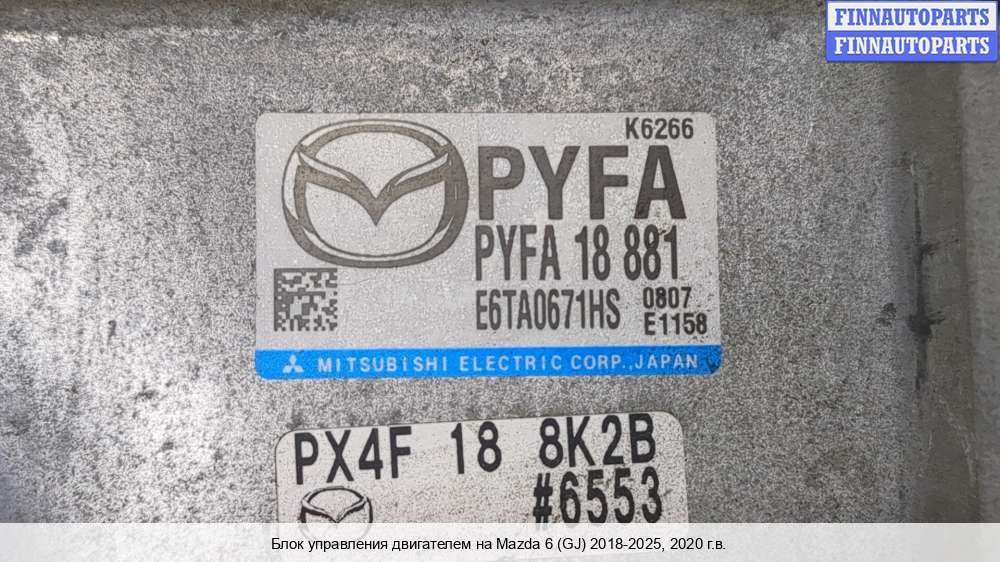 FINNAUTOPARTS
FINNAUTOPARTS
K6266
PYFA
PYFA 18 881
E6TA0671HS
0807
E1158
MITSUBISHI ELECTRIC CORP., JAPAN
PX4F 18 8K2B
#6553
Блок управления двигателем на Mazda 6 (GJ) 2018-2025, 2020 г.в.